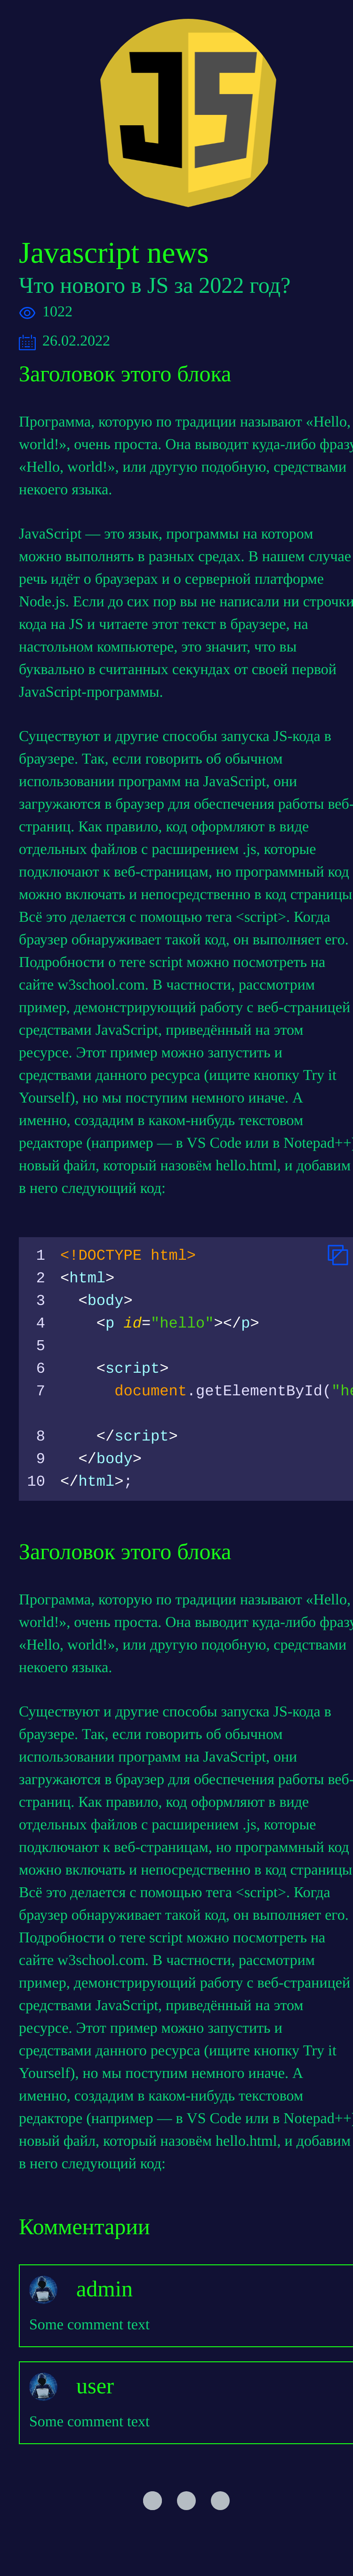 JS
Javascript news
Что нового в JS за 2022 год?
1022
26.02.2022
Заголовок этого блока
Программа, которую по традиции называют «Hello,
world!», очень проста. Она выводит куда-либо фразу
«Hello, world!», или другую подобную, средствами
некоего языка.
JavaScript — это язык, программы на котором
можно выполнять в разных средах. В нашем случае
речь идёт о браузерах и о серверной платформе
Node.js. Если до сих пор вы не написали ни строчки
кода на JS и читаете этот текст в браузере, на
настольном компьютере, это значит, что вы
буквально в считанных секундах от своей первой
JavaScript-программы.
Существуют и другие способы запуска JS-кода в
браузере. Так, если говорить об обычном
использовании программ на JavaScript, они
загружаются в браузер для обеспечения работы веб-
страниц. Как правило, код оформляют в виде
отдельных файлов с расширением .js, которые
подключают к веб-страницам, но программный код
можно включать и непосредственно в код страницы
Всё это делается с помощью тега <script>. Когда
браузер обнаруживает такой код, он выполняет его.
Подробности о теге script можно посмотреть на
сайте w3school.com. В частности, рассмотрим
пример, демонстрирующий работу с веб-страницей
средствами JavaScript, приведённый на этом
ресурсе. Этот пример можно запустить и
средствами данного ресурса (ищите кнопку Try it
Yourself), но мы поступим немного иначе. А
именно, создадим в каком-нибудь текстовом
редакторе (например — в VS Code или в Notepad++)
новый файл, который назовём hello.html, и добавим
в него следующий код:
1 <!DOCTYPE html>
2 <html>
3 <body>
4 <p id="hello"></p>
5
6 <script>
7 document.getElementById("he
8 </script>
9 </body>
10 </html>;
Заголовок этого блока
Программа, которую по традиции называют «Hello,
world!», очень проста. Она выводит куда-либо фразу
«Hello, world!», или другую подобную, средствами
некоего языка.
Существуют и другие способы запуска JS-кода в
браузере. Так, если говорить об обычном
использовании программ на JavaScript, они
загружаются в браузер для обеспечения работы веб-
страниц. Как правило, код оформляют в виде
отдельных файлов с расширением .js, которые
подключают к веб-страницам, но программный код
можно включать и непосредственно в код страницы
Всё это делается с помощью тега <script>. Когда
браузер обнаруживает такой код, он выполняет его.
Подробности о теге script можно посмотреть на
сайте w3school.com. В частности, рассмотрим
пример, демонстрирующий работу с веб-страницей
средствами JavaScript, приведённый на этом
ресурсе. Этот пример можно запустить и
средствами данного ресурса (ищите кнопку Try it
Yourself), но мы поступим немного иначе. А
именно, создадим в каком-нибудь текстовом
редакторе (например — в VS Code или в Notepad++)
новый файл, который назовём hello.html, и добавим
в него следующий код:
Комментарии
admin
Some comment text
user
Some comment text